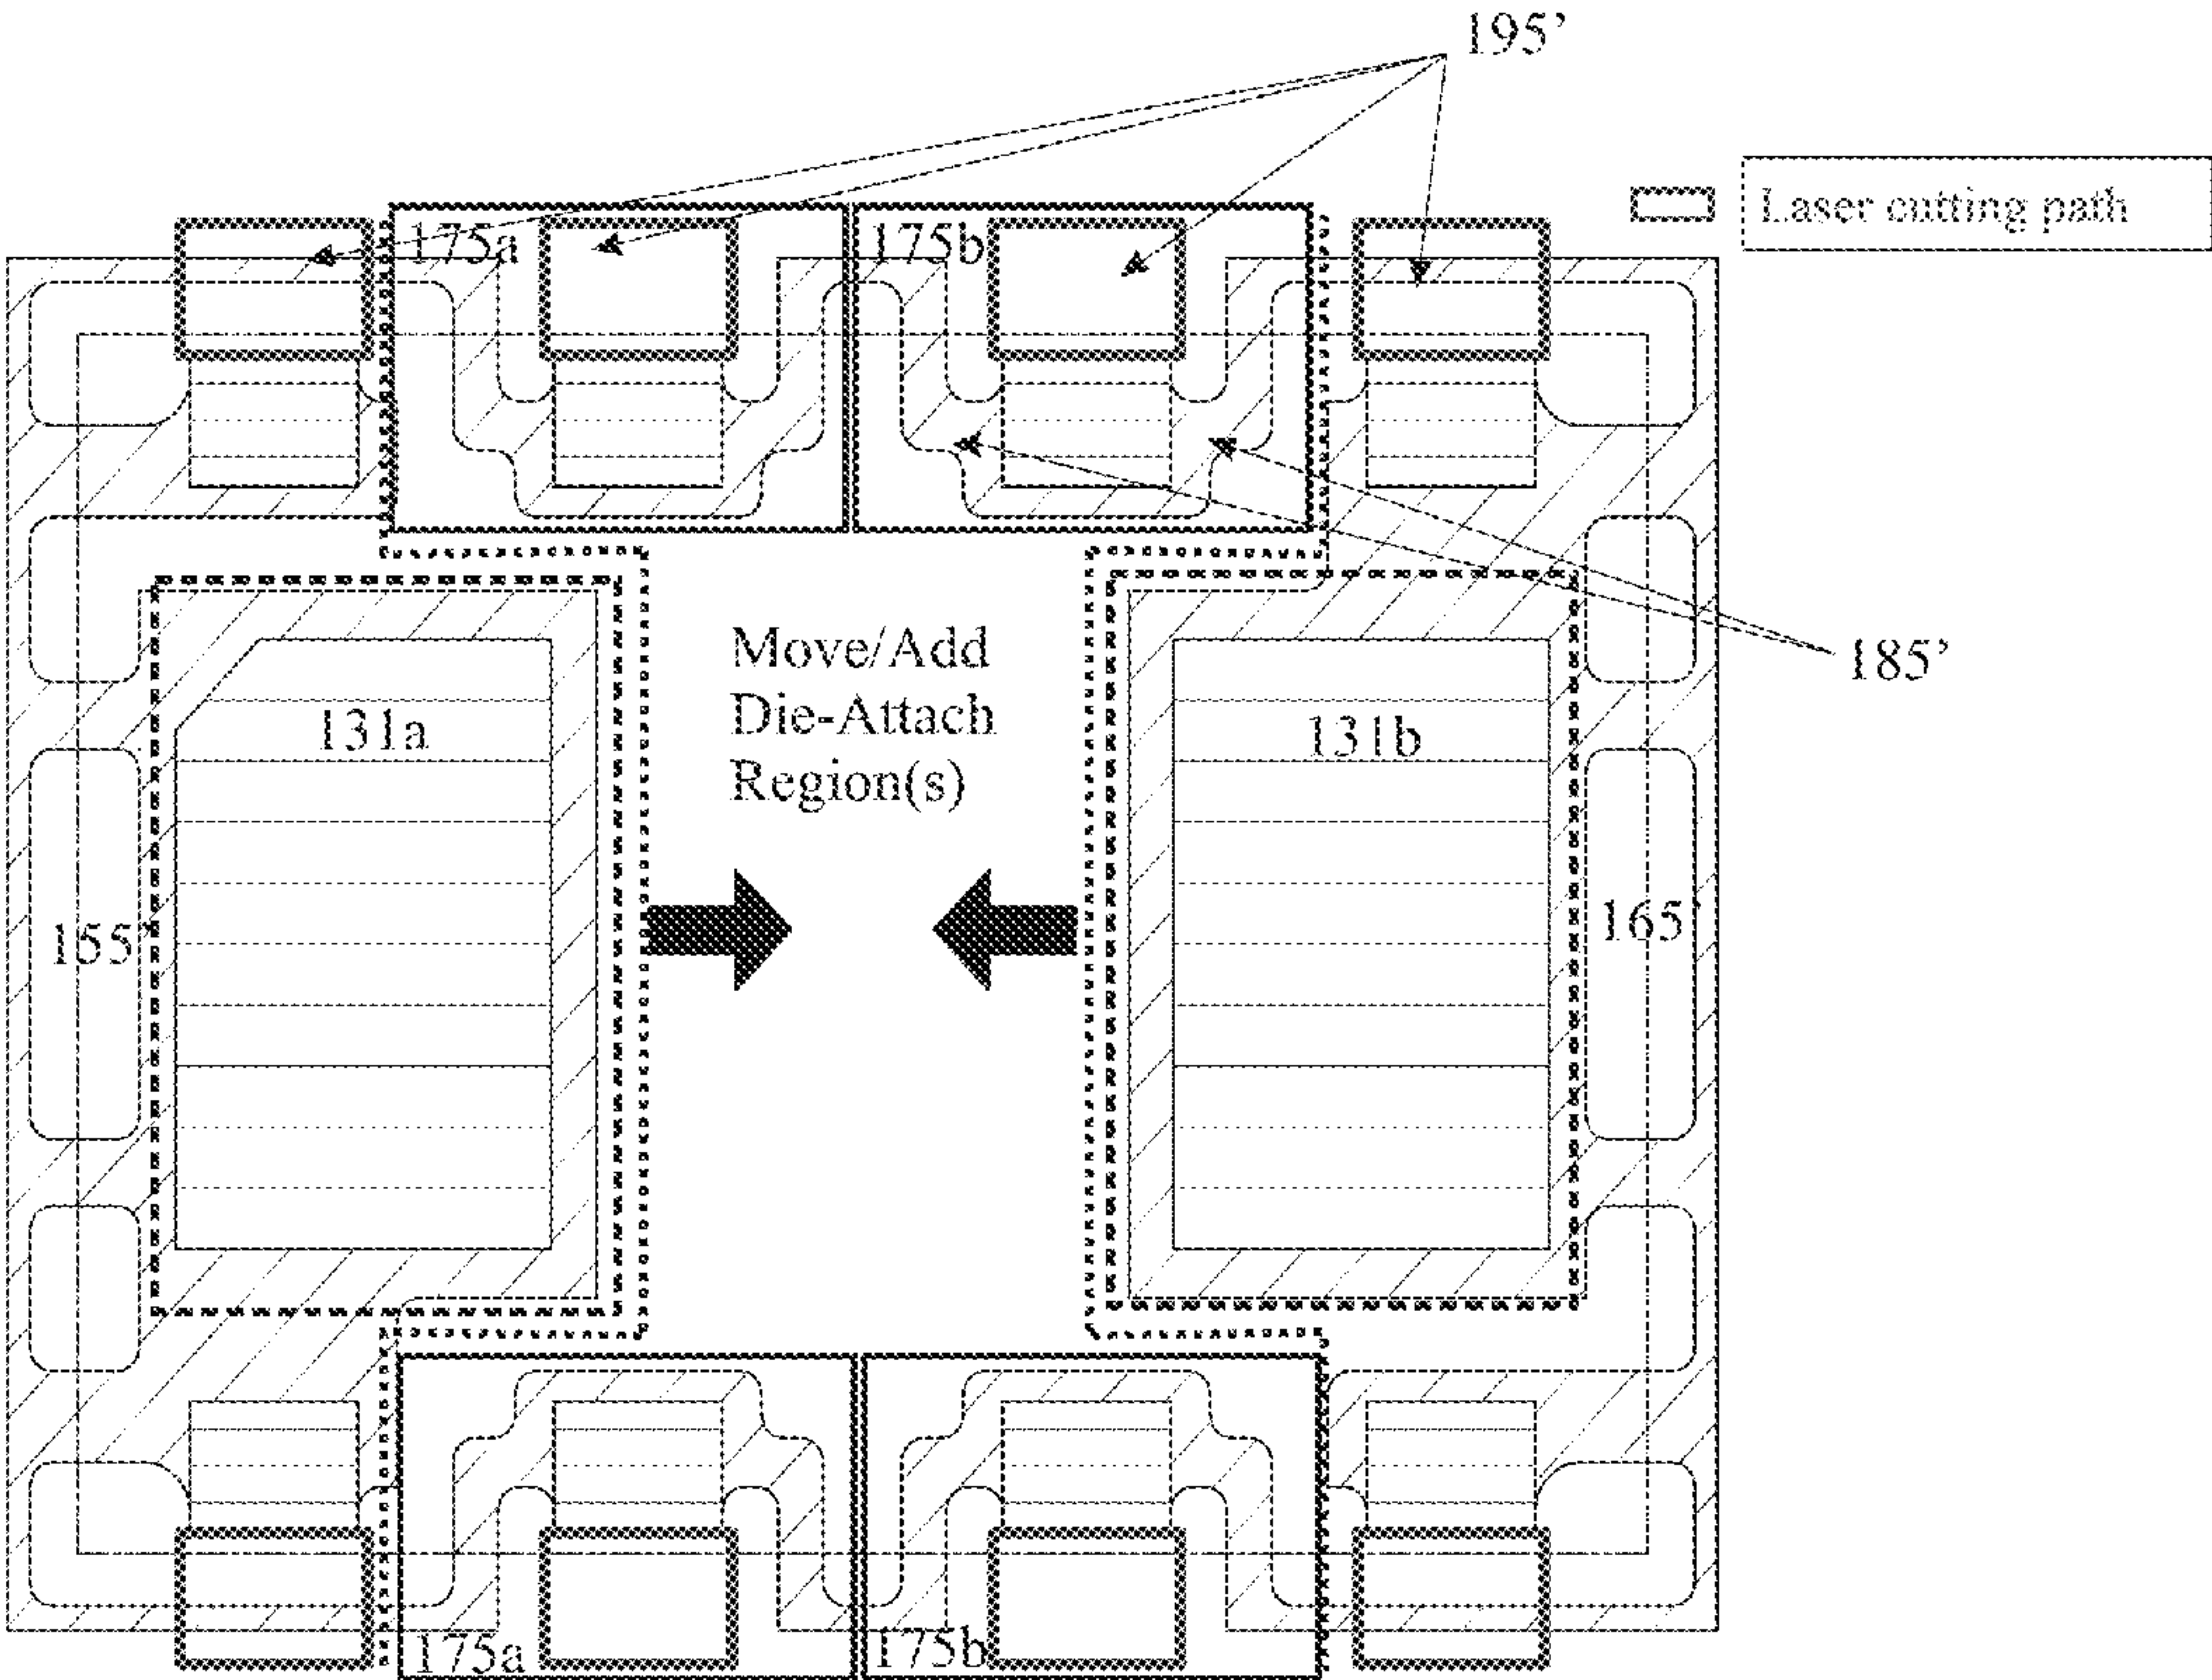 195’
Laser cutting path
175a
175b
Move/Add
Die-Attach
Region(s)
185’
131a
131b
155’
165’
175a
175b